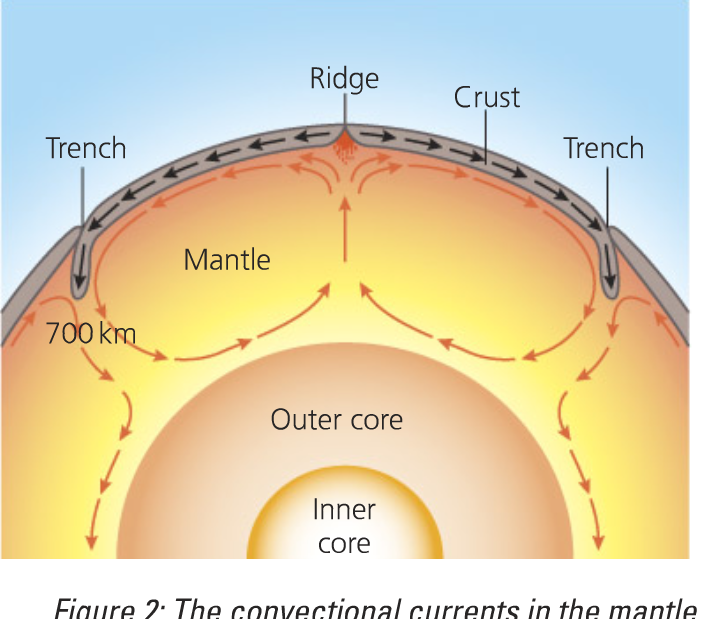 Ridge
Crust
Trench
Trench
Mantle
700 km
Outer core
Inner
core
Figure 2: The convectional currents in the mantle